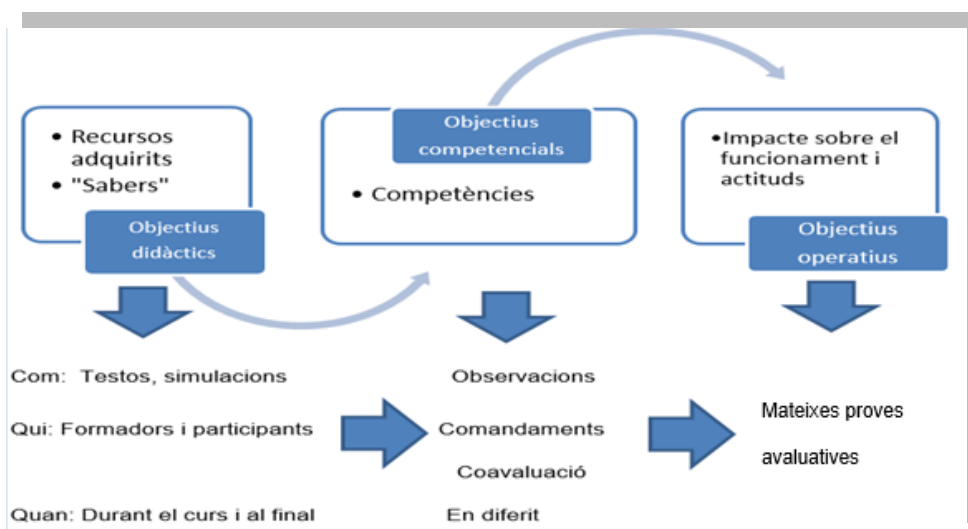 • Recursos
adquirits
• "Sabers"
Objectius
didàctics
Objectius
competencials
• Competències
•Impacte sobre el
funcionament i
actituds
Objectius
operatius
Com: Testos, simulacions
Observacions
Qui: Formadors i participants
Comandaments
Coavaluació
Mateixes proves
avaluatives
Quan: Durant el curs i al final
En diferit